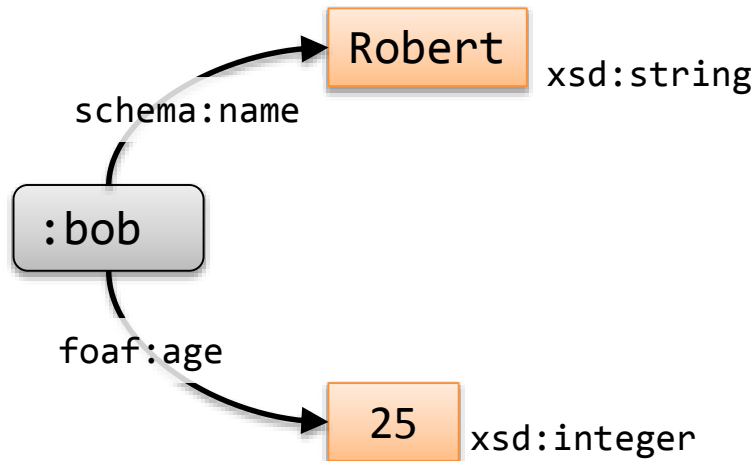 Robert
xsd:string
schema:name
:bob
foaf:age
25
xsd:integer